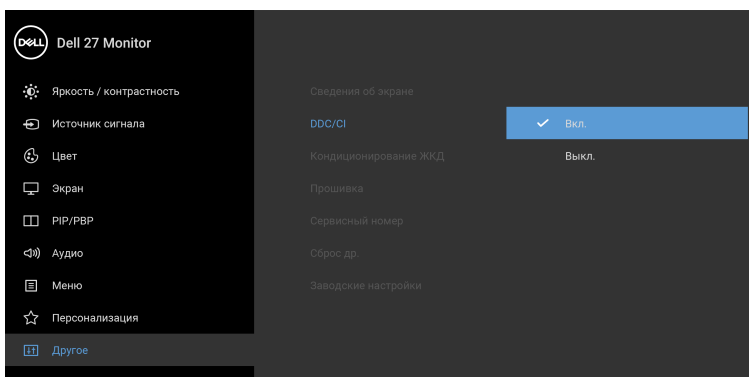 DELL Dell 27 Monitor
Яркость / контрастность
Сведения об экране
Источник сигнала
DDC/CI
Вкл.
Цвет
Кондиционирование ЖКД
Выкл.
Экран
Прошивка
PIP/PBP
Сервисный номер
Аудио
Сброс др.
Меню
Заводские настройки
Персонализация
Другое